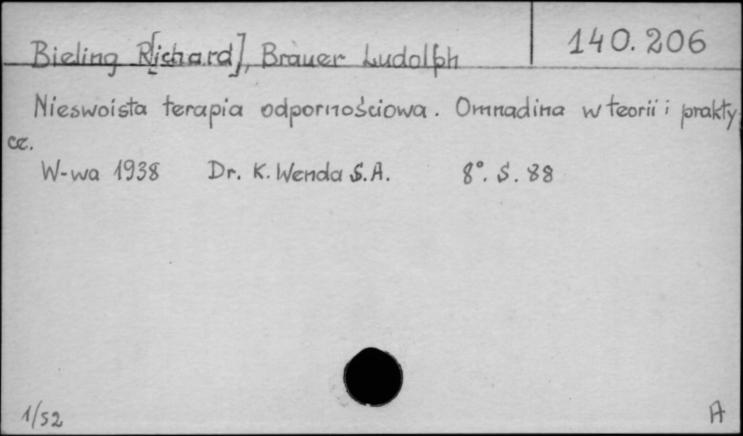 Bieling R[ichard], Brauer Ludolph
140.206
Nieswoista terapia odpornościowa. Omnadina w teorii i prakty
ce.
W-wa 1938 Dr. K. Wenda S.A. 8°. S. 88
1/52
A